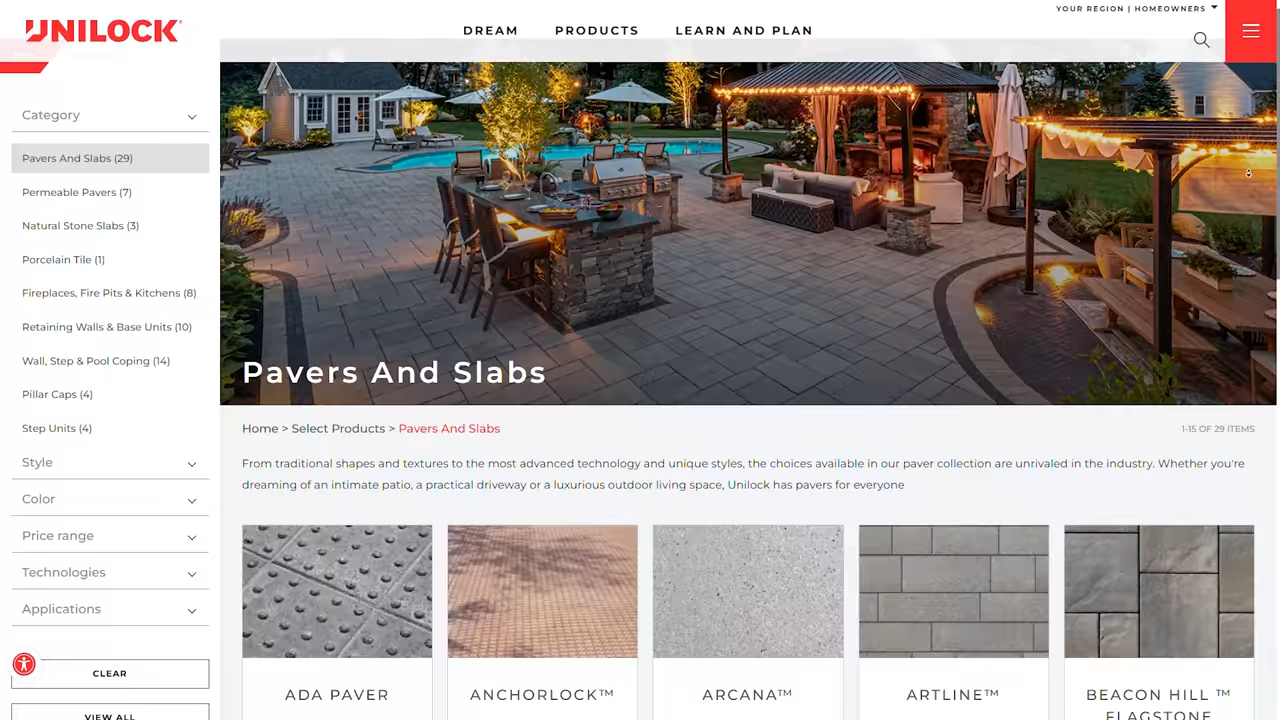 YOUR REGION | HOMEOWNERS
UNILOCK®
DREAM PRODUCTS LEARN AND PLAN
Category
Pavers And Slabs (29)
Permeable Pavers (7)
Natural Stone Slabs (3)
Porcelain Tile (1)
Fireplaces, Fire Pits & Kitchens (8)
Retaining Walls & Base Units (10)
Wall, Step & Pool Coping (14)
Pillar Caps (4)
Step Units (4)
Style
Color
Price range
Technologies
Applications
CLEAR
VIEW ALL
Pavers And Slabs
Home > Select Products > Pavers And Slabs
1-15 OF 29 ITEMS
From traditional shapes and textures to the most advanced technology and unique styles, the choices available in our paver collection are unrivaled in the industry. Whether you're
dreaming of an intimate patio, a practical driveway or a luxurious outdoor living space, Unilock has pavers for everyone
ADA PAVER
ANCHORLOCK™
ARCANA™
ARTLINE™
BEACON HILL ™
FLAGSTONE